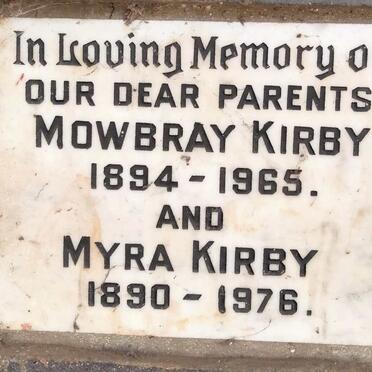 In Loving Memory o
OUR DEAR PARENTS
MOWBRAY KIRBY
1894 - 1965.
AND
MYRA KIRBY
1890 - 1976.